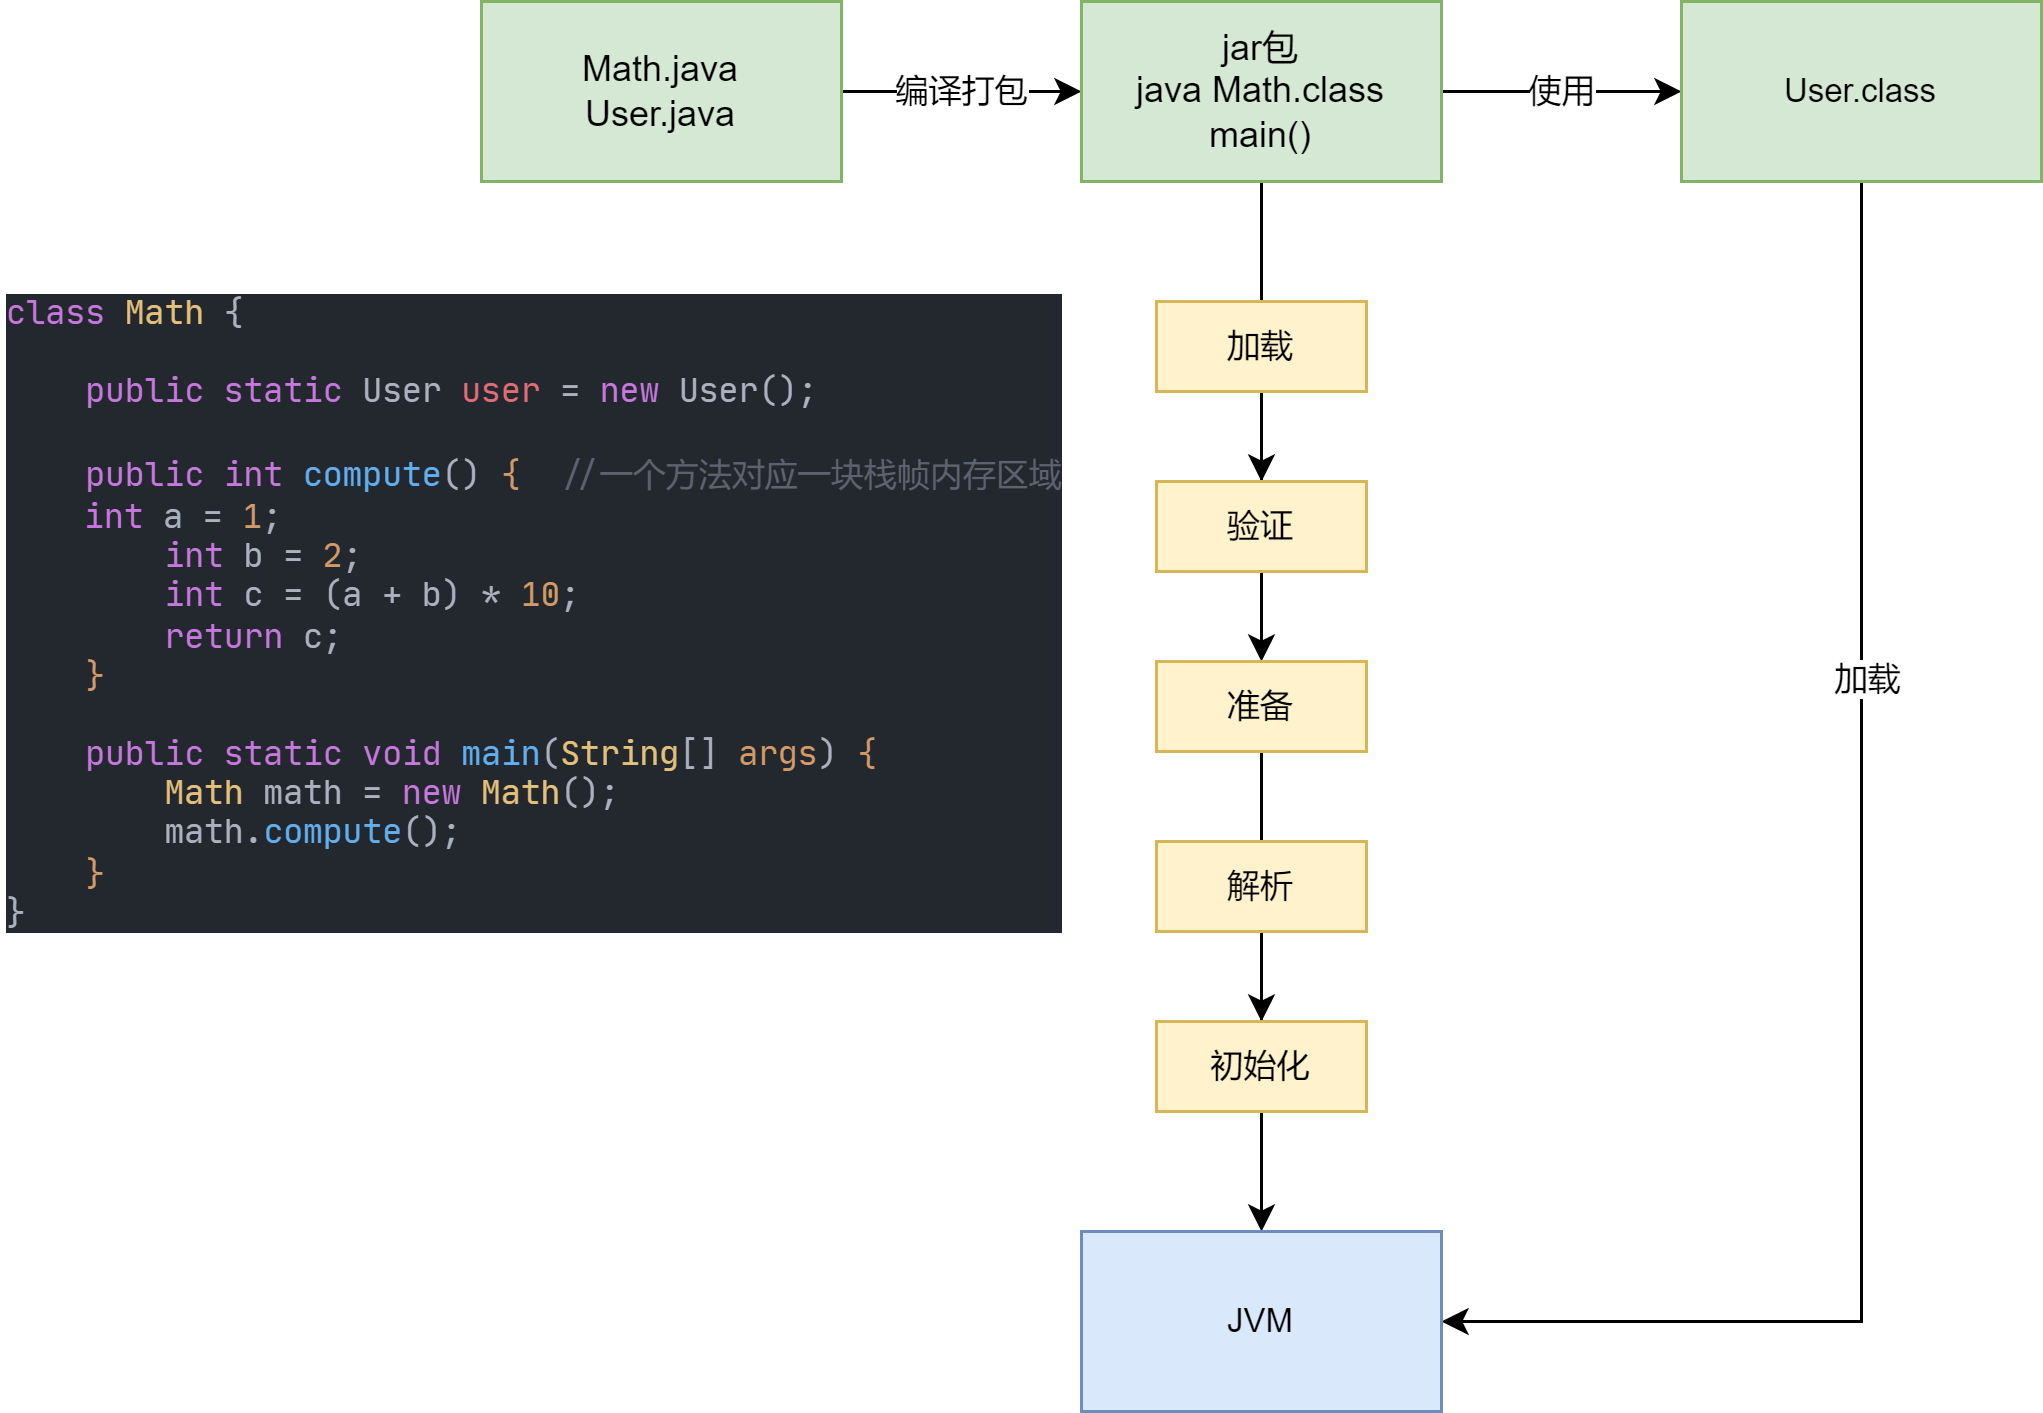 Math.java
User.java
编译打包
jar包
java Math.class
main()
使用
User.class
class Math {
public static User user = new User();
public int compute() {  //一个方法对应一块栈帧内存区域
int a = 1;
int b = 2;
int c = (a + b) * 10;
return c;
}
public static void main(String[] args) {
Math math = new Math();
math.compute();
}
}
加载
验证
准备
解析
初始化
加载
JVM